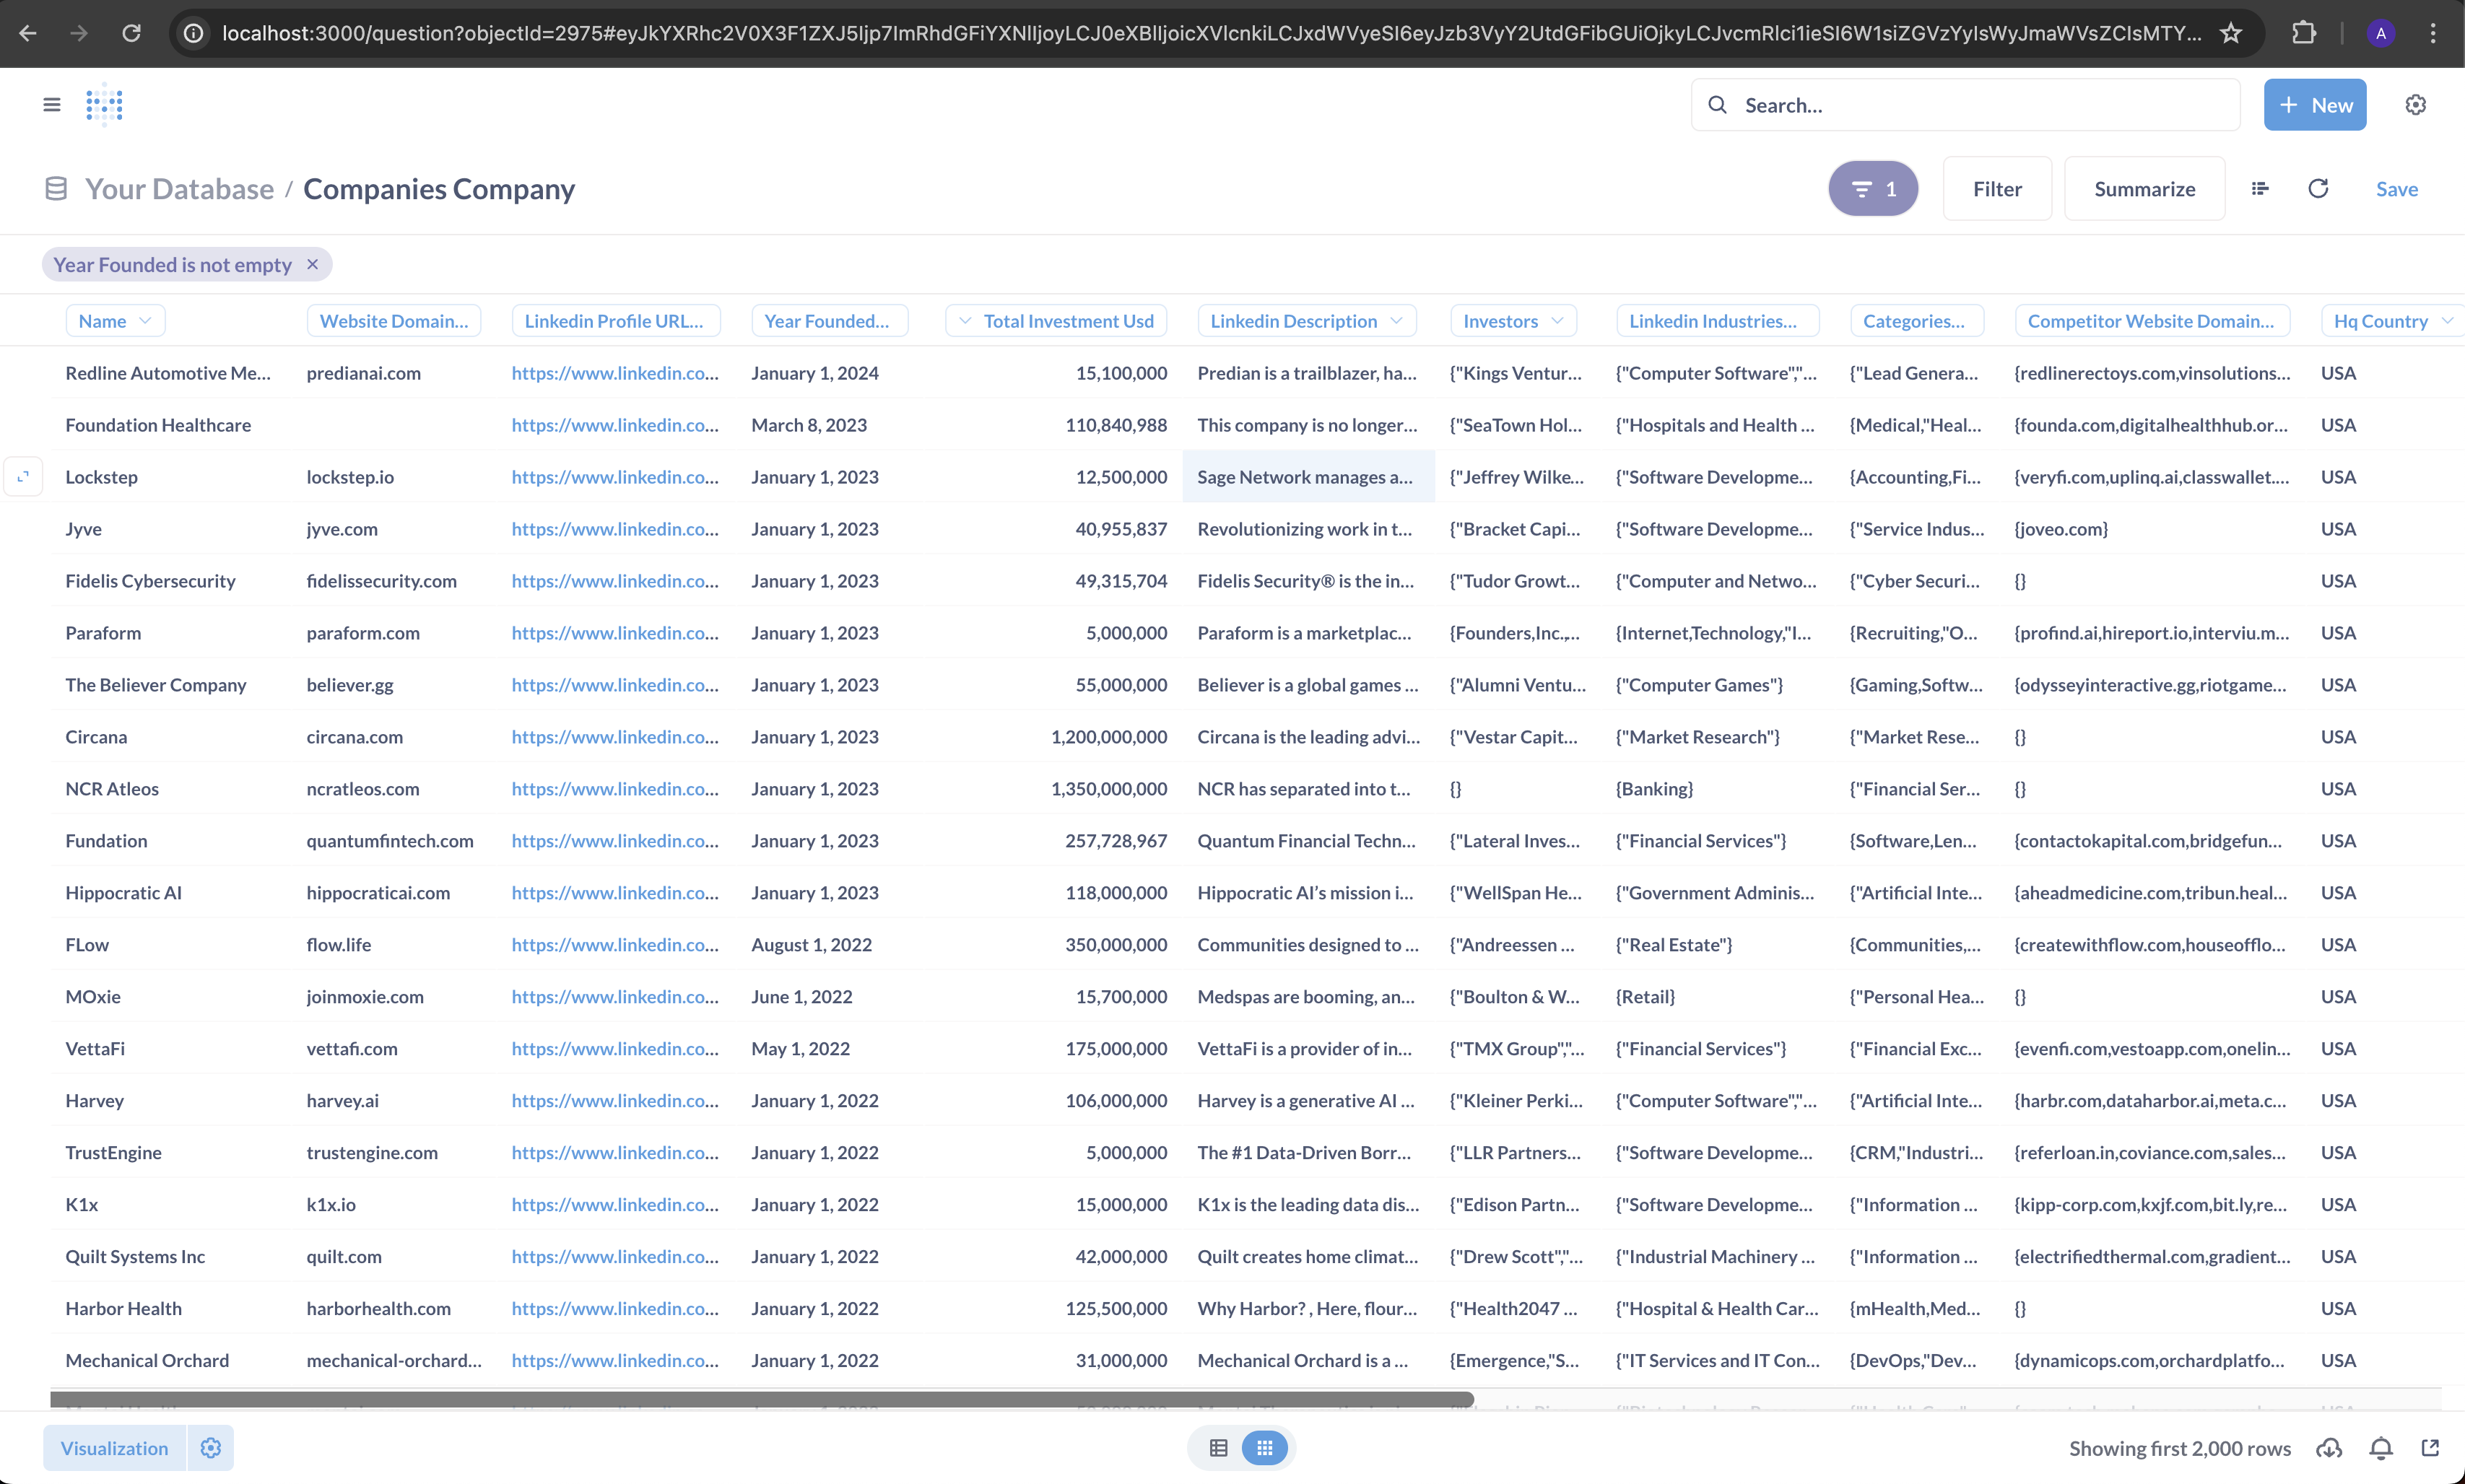 localhost:3000/question?objectId=2975#eyJkYXRhc2V0X3F1ZXJ5Ijp7ImRhdGFiYXNlIjoyLCJ0eXBlIjoicXVlcnkiLCJxdWVyeSI6eyJzb3VyY2UtdGFibGUiOjkyLCJvcmRlci1ieSI6W1siZGVzYyIsWyJmaWVsZCIsMTY... A
Search... + New
Your Database / Companies Company 1 Filter Summarize Save
Year Founded is not empty ×
Name Website Domain... Linkedin Profile URL... Year Founded... Total Investment Usd Linkedin Description Investors Linkedin Industries... Categories... Competitor Website Domain... Hq Country
Redline Automotive Me... predianai.com https://www.linkedin.co... January 1, 2024 15,100,000 Predian is a trailblazer, ha... {"Kings Ventur... {"Computer Software","... {"Lead Genera... {redlinerectoys.com,vinsolutions... USA
Foundation Healthcare https://www.linkedin.co... March 8, 2023 110,840,988 This company is no longer... {"SeaTown Hol... {"Hospitals and Health ... {Medical,"Heal... {founda.com,digitalhealthhub.or... USA
Lockstep lockstep.io https://www.linkedin.co... January 1, 2023 12,500,000 Sage Network manages a... {"Jeffrey Wilke... {"Software Developme... {Accounting,Fi... {veryfi.com,uplinq.ai,classwallet.... USA
Jyve jyve.com https://www.linkedin.co... January 1, 2023 40,955,837 Revolutionizing work in t... {"Bracket Capi... {"Software Developme... {"Service Indus... {joveo.com} USA
Fidelis Cybersecurity fidelissecurity.com https://www.linkedin.co... January 1, 2023 49,315,704 Fidelis Security® is the in... {"Tudor Growt... {"Computer and Netwo... {"Cyber Securi... {} USA
Paraform paraform.com https://www.linkedin.co... January 1, 2023 5,000,000 Paraform is a marketplac... {Founders,Inc.,... {Internet,Technology,"I... {Recruiting,"O... {profind.ai,hireport.io,interviu.m... USA
The Believer Company believer.gg https://www.linkedin.co... January 1, 2023 55,000,000 Believer is a global games ... {"Alumni Ventu... {"Computer Games"} {Gaming,Softw... {odysseyinteractive.gg,riotgame... USA
Circana circana.com https://www.linkedin.co... January 1, 2023 1,200,000,000 Circana is the leading advi... {"Vestar Capit... {"Market Research"} {"Market Rese... {} USA
NCR Atleos ncratleos.com https://www.linkedin.co... January 1, 2023 1,350,000,000 NCR has separated into t... {} {Banking} {"Financial Ser... {} USA
Fundation quantumfintech.com https://www.linkedin.co... January 1, 2023 257,728,967 Quantum Financial Techn... {"Lateral Inves... {"Financial Services"} {Software,Len... {contactokapital.com,bridgefun... USA
Hippocratic AI hippocraticai.com https://www.linkedin.co... January 1, 2023 118,000,000 Hippocratic AI’s mission i... {"WellSpan He... {"Government Adminis... {"Artificial Inte... {aheadmedicine.com,tribun.heal... USA
FLow flow.life https://www.linkedin.co... August 1, 2022 350,000,000 Communities designed to ... {"Andreessen ... {"Real Estate"} {Communities,... {createwithflow.com,houseofflo... USA
MOxie joinmoxie.com https://www.linkedin.co... June 1, 2022 15,700,000 Medspas are booming, an... {"Boulton & W... {Retail} {"Personal Hea... {} USA
VettaFi vettafi.com https://www.linkedin.co... May 1, 2022 175,000,000 VettaFi is a provider of in... {"TMX Group","... {"Financial Services"} {"Financial Exc... {evenfi.com,vestoapp.com,onelin... USA
Harvey harvey.ai https://www.linkedin.co... January 1, 2022 106,000,000 Harvey is a generative AI ... {"Kleiner Perki... {"Computer Software","... {"Artificial Inte... {harbr.com,dataharbor.ai,meta.c... USA
TrustEngine trustengine.com https://www.linkedin.co... January 1, 2022 5,000,000 The #1 Data-Driven Borr... {"LLR Partners... {"Software Developme... {CRM,"Industri... {referloan.in,coviance.com,sales... USA
K1x k1x.io https://www.linkedin.co... January 1, 2022 15,000,000 K1x is the leading data dis... {"Edison Partn... {"Software Developme... {"Information ... {kipp-corp.com,kxjf.com,bit.ly,re... USA
Quilt Systems Inc quilt.com https://www.linkedin.co... January 1, 2022 42,000,000 Quilt creates home climat... {"Drew Scott","... {"Industrial Machinery ... {"Information ... {electrifiedthermal.com,gradient... USA
Harbor Health harborhealth.com https://www.linkedin.co... January 1, 2022 125,500,000 Why Harbor? , Here, flour... {"Health2047 ... {"Hospital & Health Car... {mHealth,Med... {} USA
Mechanical Orchard mechanical-orchard... https://www.linkedin.co... January 1, 2022 31,000,000 Mechanical Orchard is a ... {Emergence,"S... {"IT Services and IT Con... {DevOps,"Dev... {dynamicops.com,orchardplatfo... USA
Visualization Showing first 2,000 rows